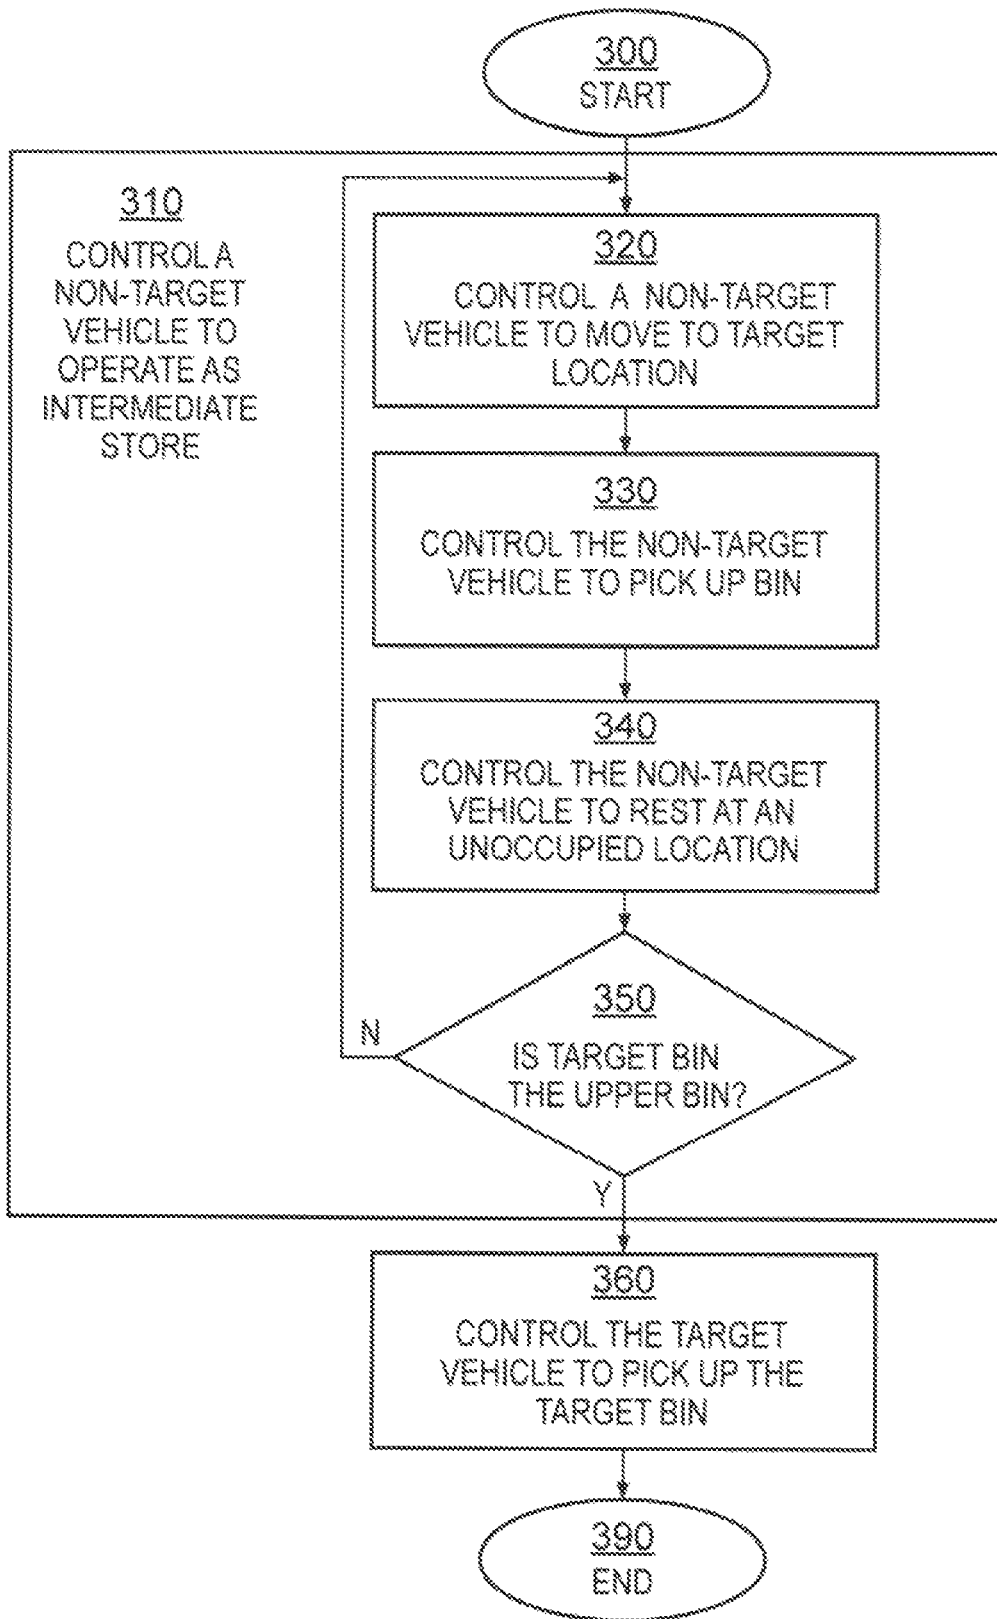 300
START
310
CONTROL A
NON-TARGET
VEHICLE TO
OPERATE AS
INTERMEDIATE
STORE
320
CONTROL A NON-TARGET
VEHICLE TO MOVE TO TARGET
LOCATION
330
CONTROL THE NON-TARGET
VEHICLE TO PICK UP BIN
340
CONTROL THE NON-TARGET
VEHICLE TO REST AT AN
UNOCCUPIED LOCATION
350
N
IS TARGET BIN
THE UPPER BIN?
Y
360
CONTROL THE TARGET
VEHICLE TO PICK UP THE
TARGET BIN
390
END